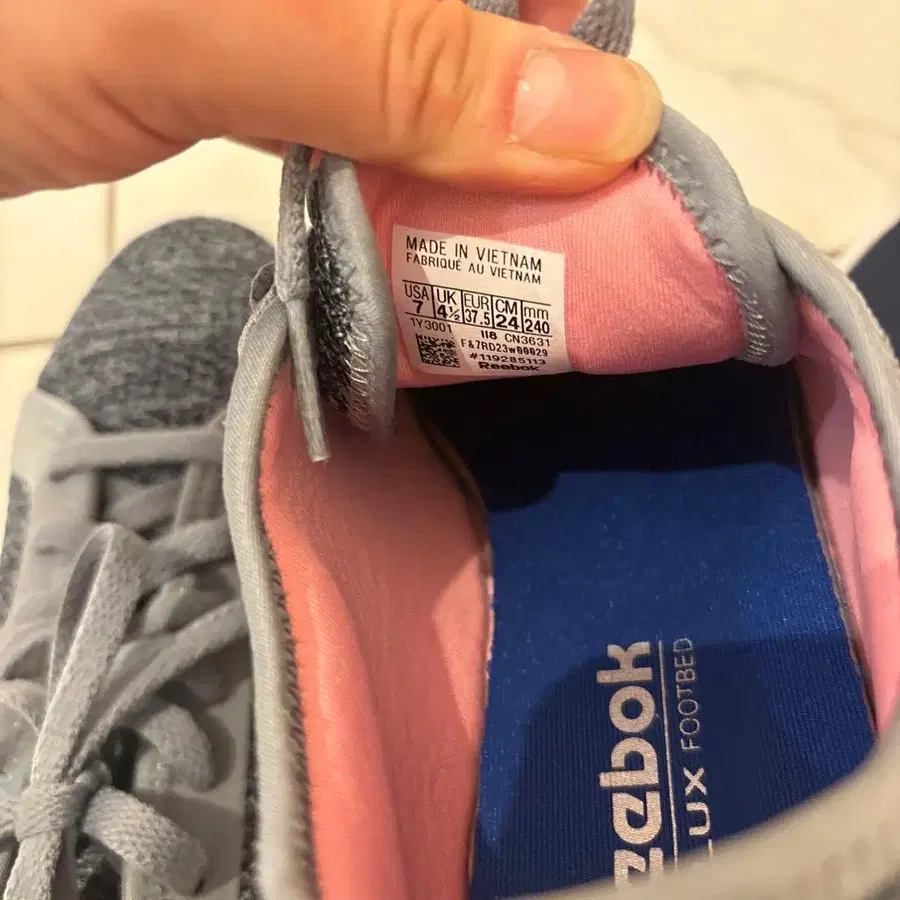 MADE IN VIETNAM
FABRIQUÉ AU VIETNAM
USA UK EUR CM mm
7 4½ 37.5 24 240
1Y3001 118 CN3631
F&7RD23W00029
#119285113
Reebok
Reebok
LUX FOOTBED